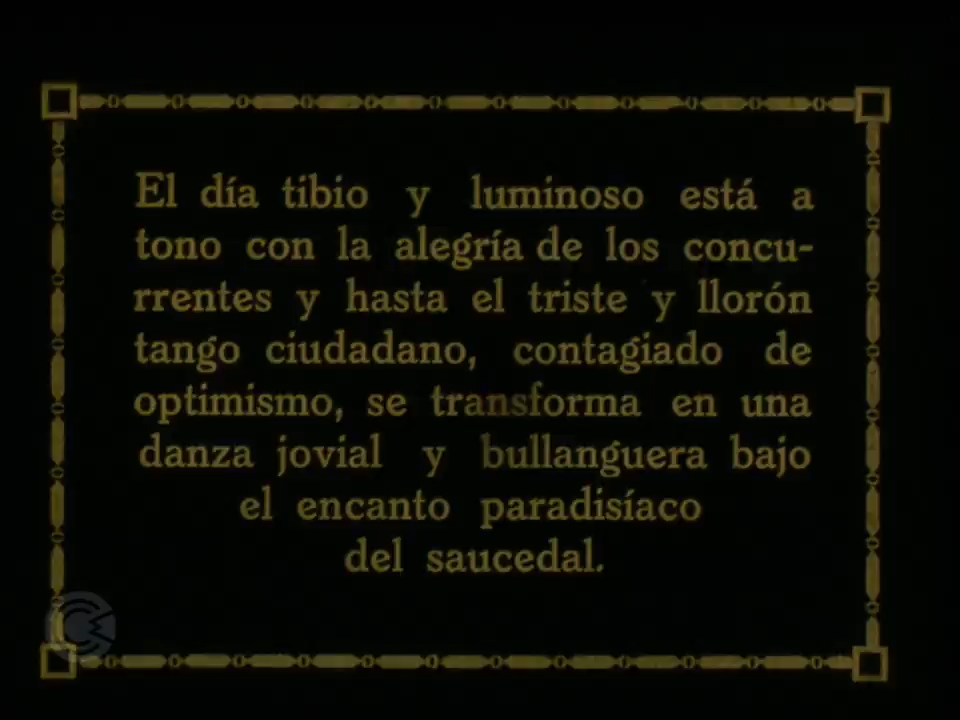 El día tibio y luminoso está a
tono con la alegría de los concu-
rrentes y hasta el triste y llorón
tango ciudadano, contagiado de
optimismo, se transforma en una
danza jovial y bullanguera bajo
el encanto paradisíaco
del saucedal.